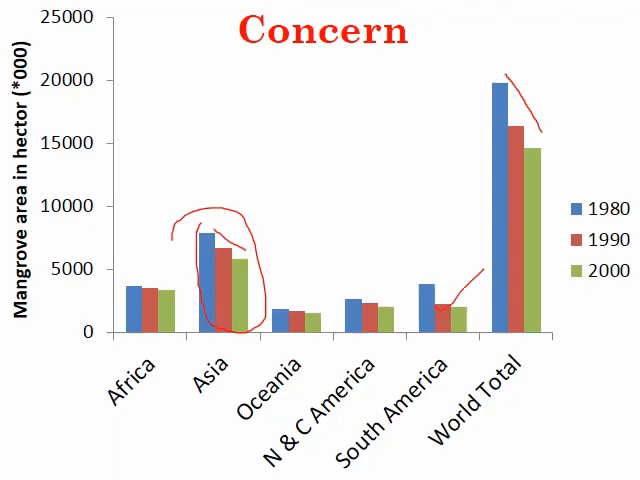 Concern
Mangrove area in hector (*000)
25000
20000
15000
10000
5000
0
Africa
Asia
Oceania
N & C America
South America
World Total
1980
1990
2000